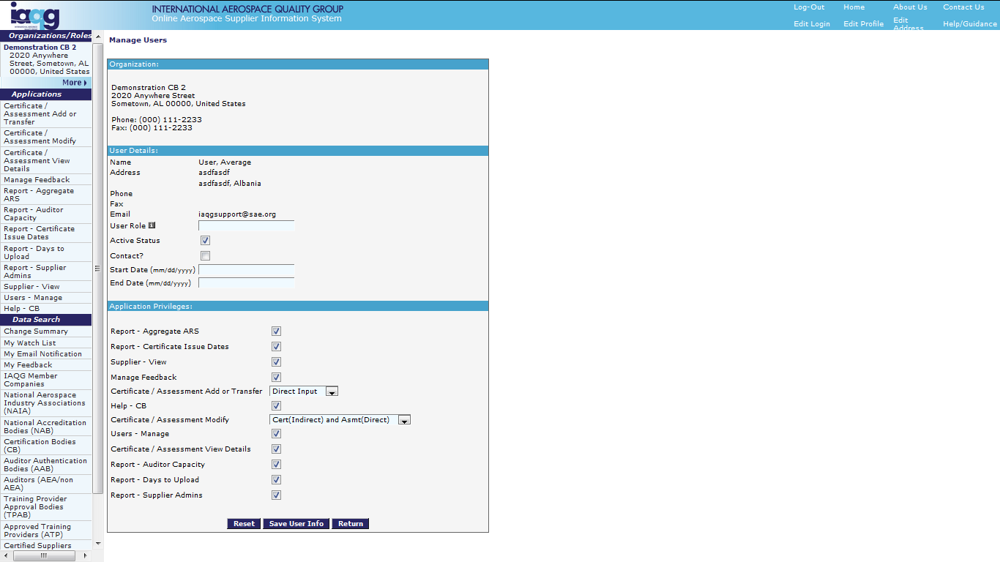 iaqg
INTERNATIONAL AEROSPACE QUALITY GROUP
Online Aerospace Supplier Information System
Log-Out
Home
About Us
Contact Us
Edit Login
Edit Profile
Edit
Address
Help/Guidance
Organizations/Roles
Demonstration CB 2
2020 Anywhere
Street, Sometown, AL
00000, United States
More
Applications
Certificate /
Assessment Add or
Transfer
Certificate /
Assessment Modify
Certificate /
Assessment View
Details
Manage Feedback
Report - Aggregate
ARS
Report - Auditor
Capacity
Report - Certificate
Issue Dates
Report - Days to
Upload
Report - Supplier
Admins
Supplier - View
Users - Manage
Help - CB
Data Search
Change Summary
My Watch List
My Email Notification
My Feedback
IAQG Member
Companies
National Aerospace
Industry Associations
(NAIA)
National Accreditation
Bodies (NAB)
Certification Bodies
(CB)
Auditor Authentication
Bodies (AAB)
Auditors (AEA/non
AEA)
Training Provider
Approval Bodies
(TPAB)
Approved Training
Providers (ATP)
Certified Suppliers
Manage Users
Organization:
Demonstration CB 2
2020 Anywhere Street
Sometown, AL 00000, United States
Phone: (000) 111-2233
Fax: (000) 111-2233
User Details:
Name User, Average
Address asdfasdf
asdfasdf, Albania
Phone
Fax
Email iaqgsupport@sae.org
User Role
Active Status
Contact?
Start Date (mm/dd/yyyy)
End Date (mm/dd/yyyy)
Application Privileges:
Report - Aggregate ARS
Report - Certificate Issue Dates
Supplier - View
Manage Feedback
Certificate / Assessment Add or Transfer Direct Input
Help - CB
Certificate / Assessment Modify Cert(Indirect) and Asmt(Direct)
Users - Manage
Certificate / Assessment View Details
Report - Auditor Capacity
Report - Days to Upload
Report - Supplier Admins
Reset Save User Info Return